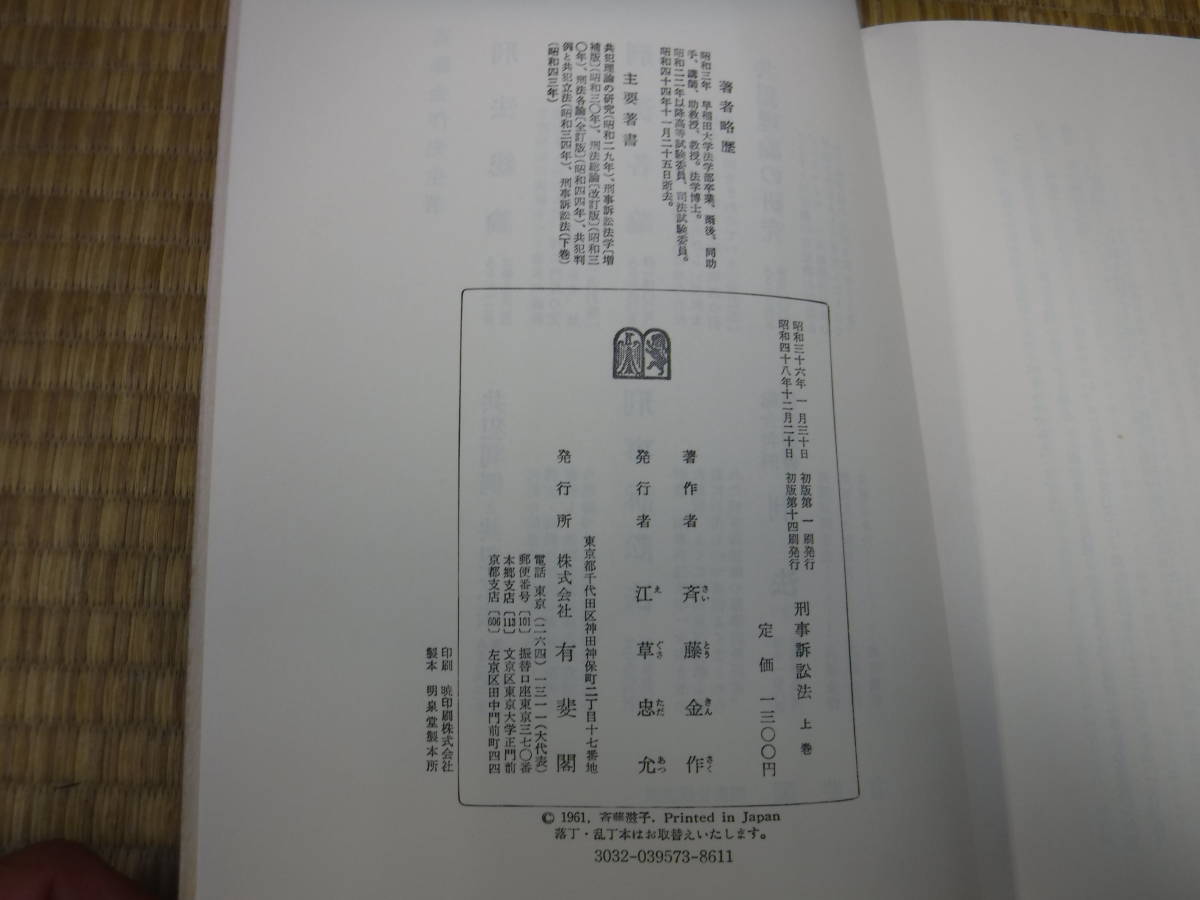 著者略歴
昭和三年　早稲田大学法学部卒業、爾後、同助
手、講師、助教授、教授。法学博士。
昭和二二年以降高等試験委員、司法試験委員。
昭和四十四年十一月二十五日逝去。
主要著書
共犯理論の研究(昭和二九年)、刑事訴訟法学〔増
補版〕(昭和三〇年)、刑法総論〔改訂版〕(昭和三
〇年)、刑法各論〔全訂版〕(昭和四四年)、共犯判
例と共犯立法(昭和三四年)、刑事訴訟法(下巻)
(昭和四三年)
刑事訴訟法　上巻
昭和三十六年一月三十日　初版第一刷発行
昭和四十八年十二月二十日　初版第十四刷発行
定価　一三〇〇円
著作者　斉藤金作
さいとうきんさく
発行者　江草忠允
えぐさただあつ
東京都千代田区神田神保町二丁目十七番地
発行所　株式会社　有斐閣
電話　東京(二六四)一三一一(大代表)
郵便番号〔101〕振替口座東京三七〇番
本郷支店〔113〕文京区東京大学正門前
京都支店〔606〕左京区田中門前町四四
印刷　暁印刷株式会社
製本　明泉堂製本所
© 1961, 斉藤澄子. Printed in Japan
落丁・乱丁本はお取替えいたします。
3032-039573-8611